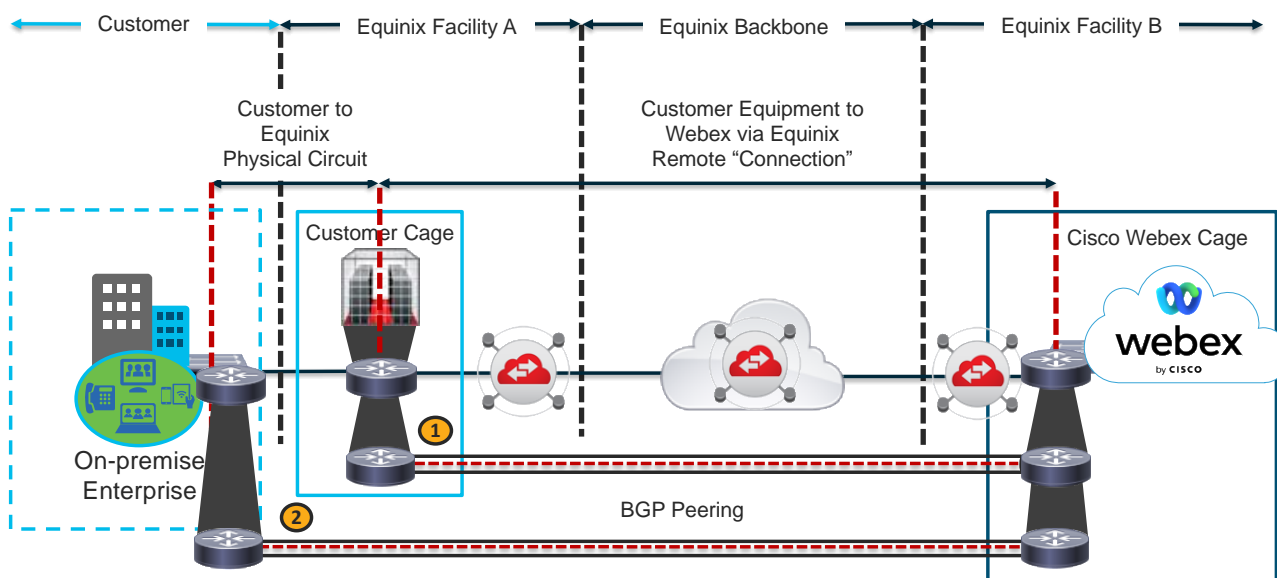 Customer
Equinix Facility A
Equinix Backbone
Equinix Facility B
Customer to
Equinix
Physical Circuit
Customer Equipment to
Webex via Equinix
Remote “Connection”
Customer Cage
Cisco Webex Cage
webex
by CISCO
On-premise
Enterprise
1
2
BGP Peering